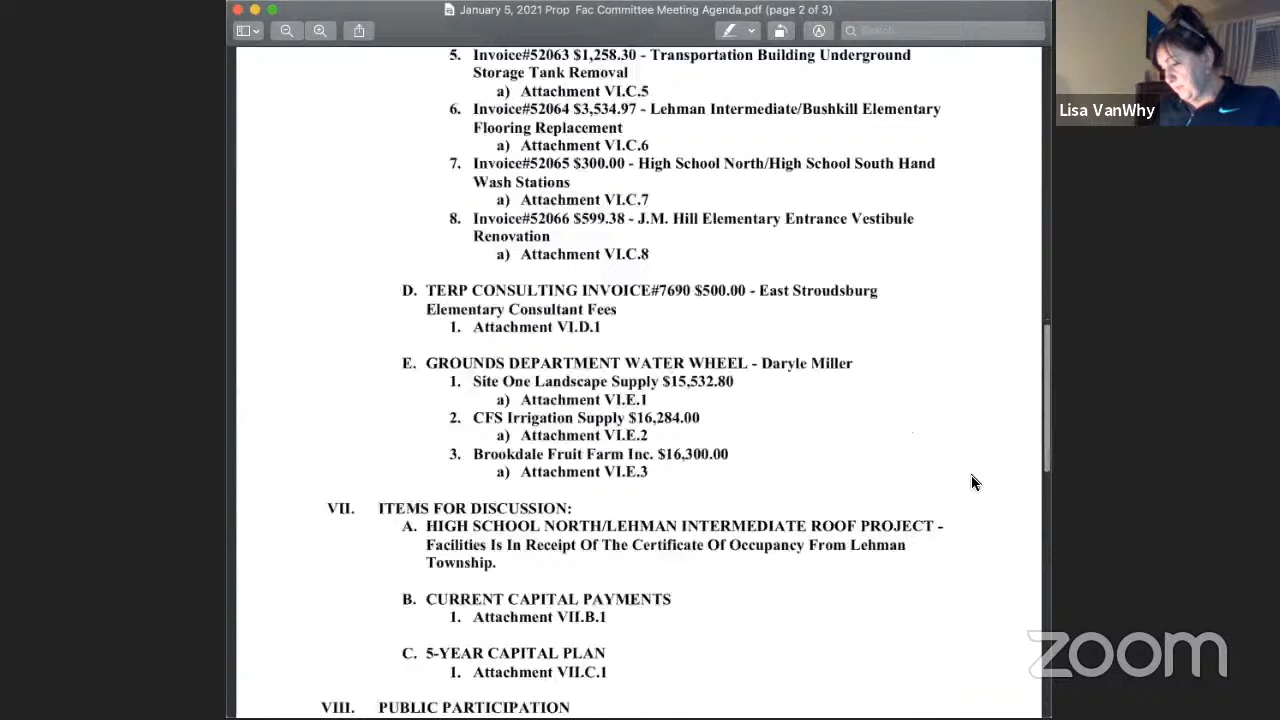 January 5, 2021 Prop Fac Committee Meeting Agenda.pdf (page 2 of 3)
Search
Lisa VanWhy
5. Invoice#52063 $1,258.30 - Transportation Building Underground
Storage Tank Removal
a) Attachment VI.C.5
6. Invoice#52064 $3,534.97 - Lehman Intermediate/Bushkill Elementary
Flooring Replacement
a) Attachment VI.C.6
7. Invoice#52065 $300.00 - High School North/High School South Hand
Wash Stations
a) Attachment VI.C.7
8. Invoice#52066 $599.38 - J.M. Hill Elementary Entrance Vestibule
Renovation
a) Attachment VI.C.8
D. TERP CONSULTING INVOICE#7690 $500.00 - East Stroudsburg
Elementary Consultant Fees
1. Attachment VI.D.1
E. GROUNDS DEPARTMENT WATER WHEEL - Daryle Miller
1. Site One Landscape Supply $15,532.80
a) Attachment VI.E.1
2. CFS Irrigation Supply $16,284.00
a) Attachment VI.E.2
3. Brookdale Fruit Farm Inc. $16,300.00
a) Attachment VI.E.3
VII. ITEMS FOR DISCUSSION:
A. HIGH SCHOOL NORTH/LEHMAN INTERMEDIATE ROOF PROJECT -
Facilities Is In Receipt Of The Certificate Of Occupancy From Lehman
Township.
B. CURRENT CAPITAL PAYMENTS
1. Attachment VII.B.1
C. 5-YEAR CAPITAL PLAN
1. Attachment VII.C.1
VIII. PUBLIC PARTICIPATION
zoom